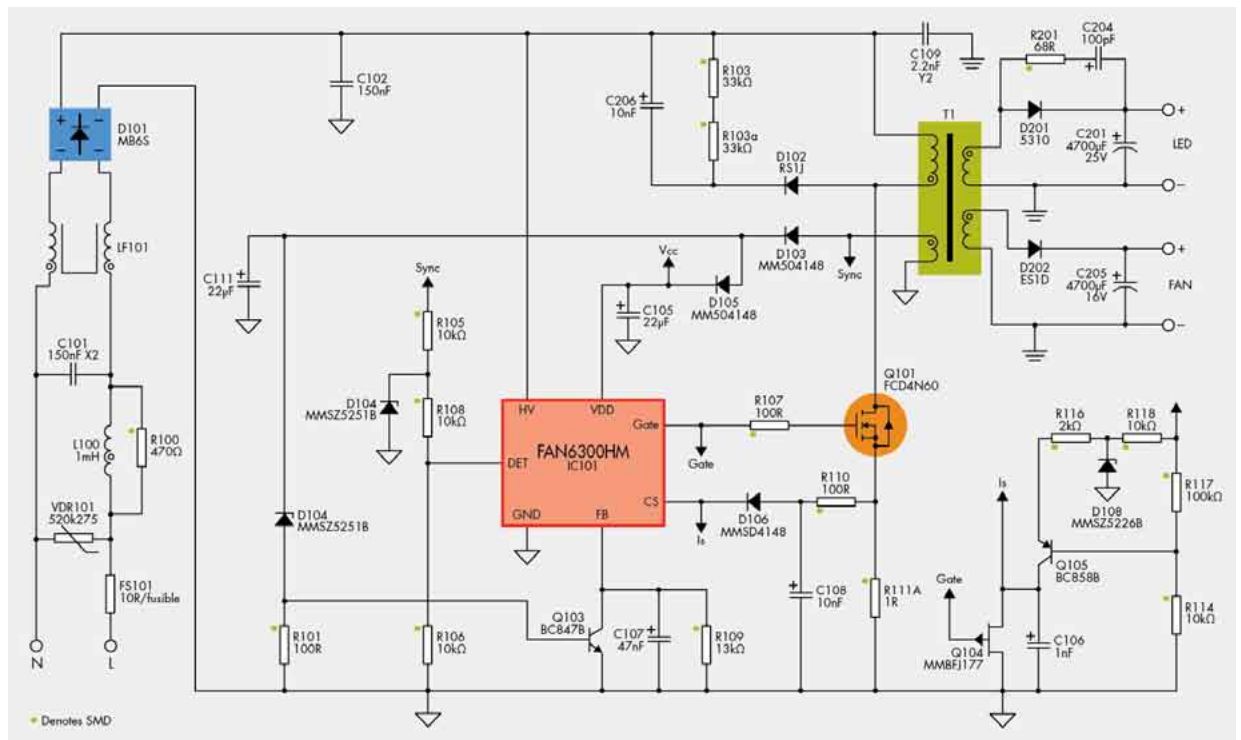 C109
2.2nF
Y2
R201
68R
C204
100pF
C102
150nF
C206
10nF
R103
33kΩ
R103a
33kΩ
T1
+
D201
5310
C201
4700µF
25V
LED
−
+ −
− −
D101
MB6S
D102
RS1J
LF101
C111
22µF
Sync
Vcc
D103
MM504148
Sync
D105
MM504148
C105
22µF
+
D202
ES1D
C205
4700µF
16V
FAN
−
R105
10kΩ
C101
150nF X2
D104
MMSZ5251B
R108
10kΩ
Q101
FCD4N60
L100
1mH
R100
470Ω
HV
VDD
Gate
FAN6300HM
IC101
DET
CS
GND
FB
R107
100R
Gate
R110
100R
Is
D106
MMSD4148
R116
2kΩ
R118
10kΩ
R117
100kΩ
D108
MMSZ5226B
Is
VDR101
520k275
D104
MMSZ5251B
FS101
10R/fusible
Q105
BC858B
Gate
R114
10kΩ
Q103
BC847B
C107
47nF
R109
13kΩ
C108
10nF
R111A
1R
R101
100R
R106
10kΩ
Q104
MMBFJ177
C106
1nF
N
L
Denotes SMD